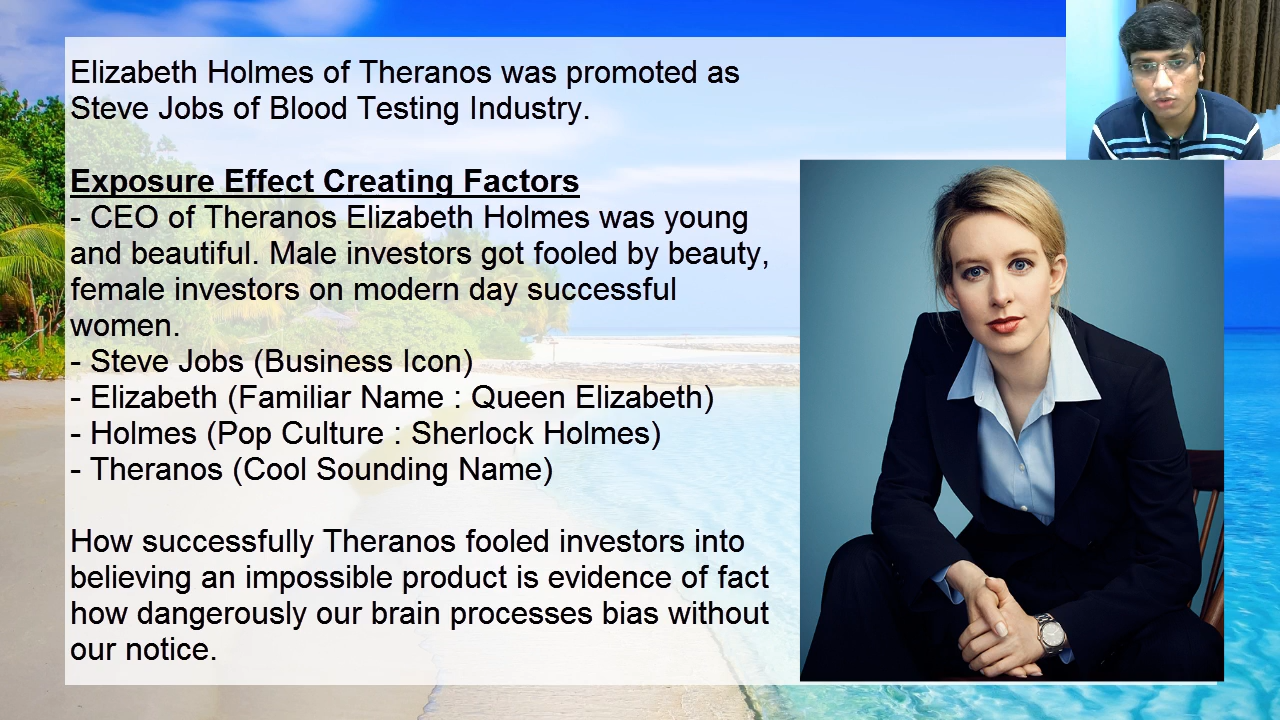 Elizabeth Holmes of Theranos was promoted as
Steve Jobs of Blood Testing Industry.
Exposure Effect Creating Factors
- CEO of Theranos Elizabeth Holmes was young
and beautiful. Male investors got fooled by beauty,
female investors on modern day successful
women.
- Steve Jobs (Business Icon)
- Elizabeth (Familiar Name : Queen Elizabeth)
- Holmes (Pop Culture : Sherlock Holmes)
- Theranos (Cool Sounding Name)
How successfully Theranos fooled investors into
believing an impossible product is evidence of fact
how dangerously our brain processes bias without
our notice.